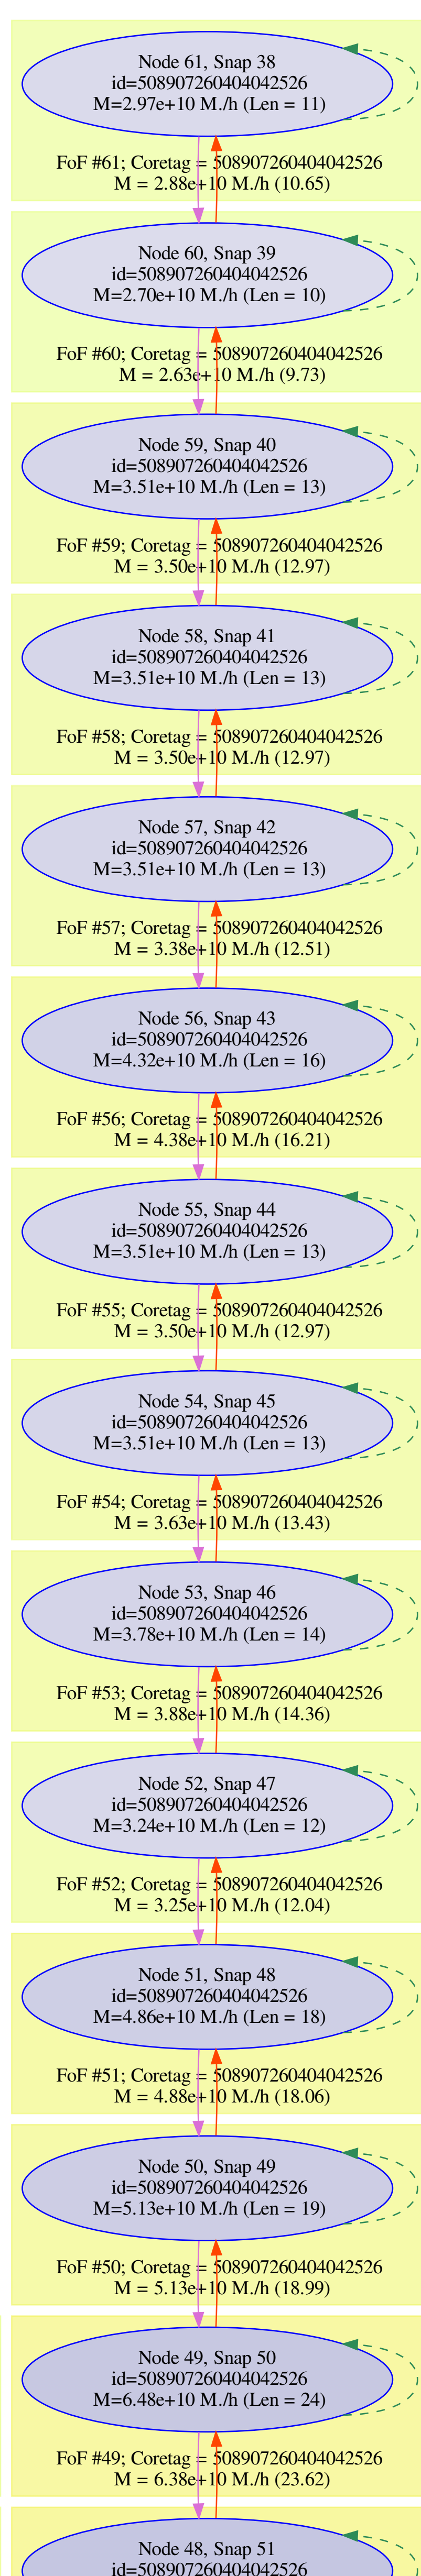 Node 61, Snap 38
id=508907260404042526
M=2.97e+10 M./h (Len = 11)
FoF #61; Coretag = 508907260404042526
M = 2.88e+10 M./h (10.65)
Node 60, Snap 39
id=508907260404042526
M=2.70e+10 M./h (Len = 10)
FoF #60; Coretag = 508907260404042526
M = 2.63e+10 M./h (9.73)
Node 59, Snap 40
id=508907260404042526
M=3.51e+10 M./h (Len = 13)
FoF #59; Coretag = 508907260404042526
M = 3.50e+10 M./h (12.97)
Node 58, Snap 41
id=508907260404042526
M=3.51e+10 M./h (Len = 13)
FoF #58; Coretag = 508907260404042526
M = 3.50e+10 M./h (12.97)
Node 57, Snap 42
id=508907260404042526
M=3.51e+10 M./h (Len = 13)
FoF #57; Coretag = 508907260404042526
M = 3.38e+10 M./h (12.51)
Node 56, Snap 43
id=508907260404042526
M=4.32e+10 M./h (Len = 16)
FoF #56; Coretag = 508907260404042526
M = 4.38e+10 M./h (16.21)
Node 55, Snap 44
id=508907260404042526
M=3.51e+10 M./h (Len = 13)
FoF #55; Coretag = 508907260404042526
M = 3.50e+10 M./h (12.97)
Node 54, Snap 45
id=508907260404042526
M=3.51e+10 M./h (Len = 13)
FoF #54; Coretag = 508907260404042526
M = 3.63e+10 M./h (13.43)
Node 53, Snap 46
id=508907260404042526
M=3.78e+10 M./h (Len = 14)
FoF #53; Coretag = 508907260404042526
M = 3.88e+10 M./h (14.36)
Node 52, Snap 47
id=508907260404042526
M=3.24e+10 M./h (Len = 12)
FoF #52; Coretag = 508907260404042526
M = 3.25e+10 M./h (12.04)
Node 51, Snap 48
id=508907260404042526
M=4.86e+10 M./h (Len = 18)
FoF #51; Coretag = 508907260404042526
M = 4.88e+10 M./h (18.06)
Node 50, Snap 49
id=508907260404042526
M=5.13e+10 M./h (Len = 19)
FoF #50; Coretag = 508907260404042526
M = 5.13e+10 M./h (18.99)
Node 49, Snap 50
id=508907260404042526
M=6.48e+10 M./h (Len = 24)
FoF #49; Coretag = 508907260404042526
M = 6.38e+10 M./h (23.62)
Node 48, Snap 51
id=508907260404042526